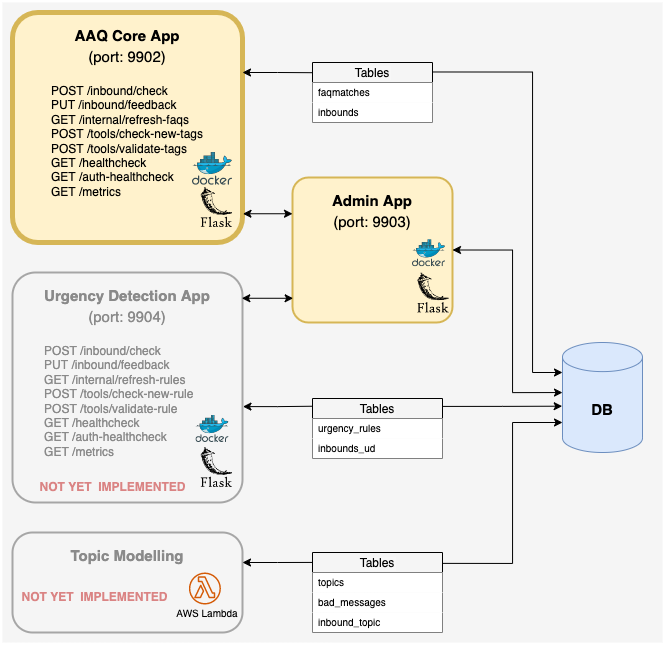 AAQ Core App
(port: 9902)
POST /inbound/check
PUT /inbound/feedback
GET /internal/refresh-faqs
POST /tools/check-new-tags
POST /tools/validate-tags
GET /healthcheck
GET /auth-healthcheck
GET /metrics
docker
Flask
Tables
faqmatches
inbounds
Admin App
(port: 9903)
docker
Flask
Urgency Detection App
(port: 9904)
POST /inbound/check
PUT /inbound/feedback
GET /internal/refresh-rules
POST /tools/check-new-rule
POST /tools/validate-rule
GET /healthcheck
GET /auth-healthcheck
GET /metrics
docker
Flask
NOT YET  IMPLEMENTED
Tables
urgency_rules
inbounds_ud
DB
Topic Modelling
NOT YET  IMPLEMENTED
AWS Lambda
Tables
topics
bad_messages
inbound_topic